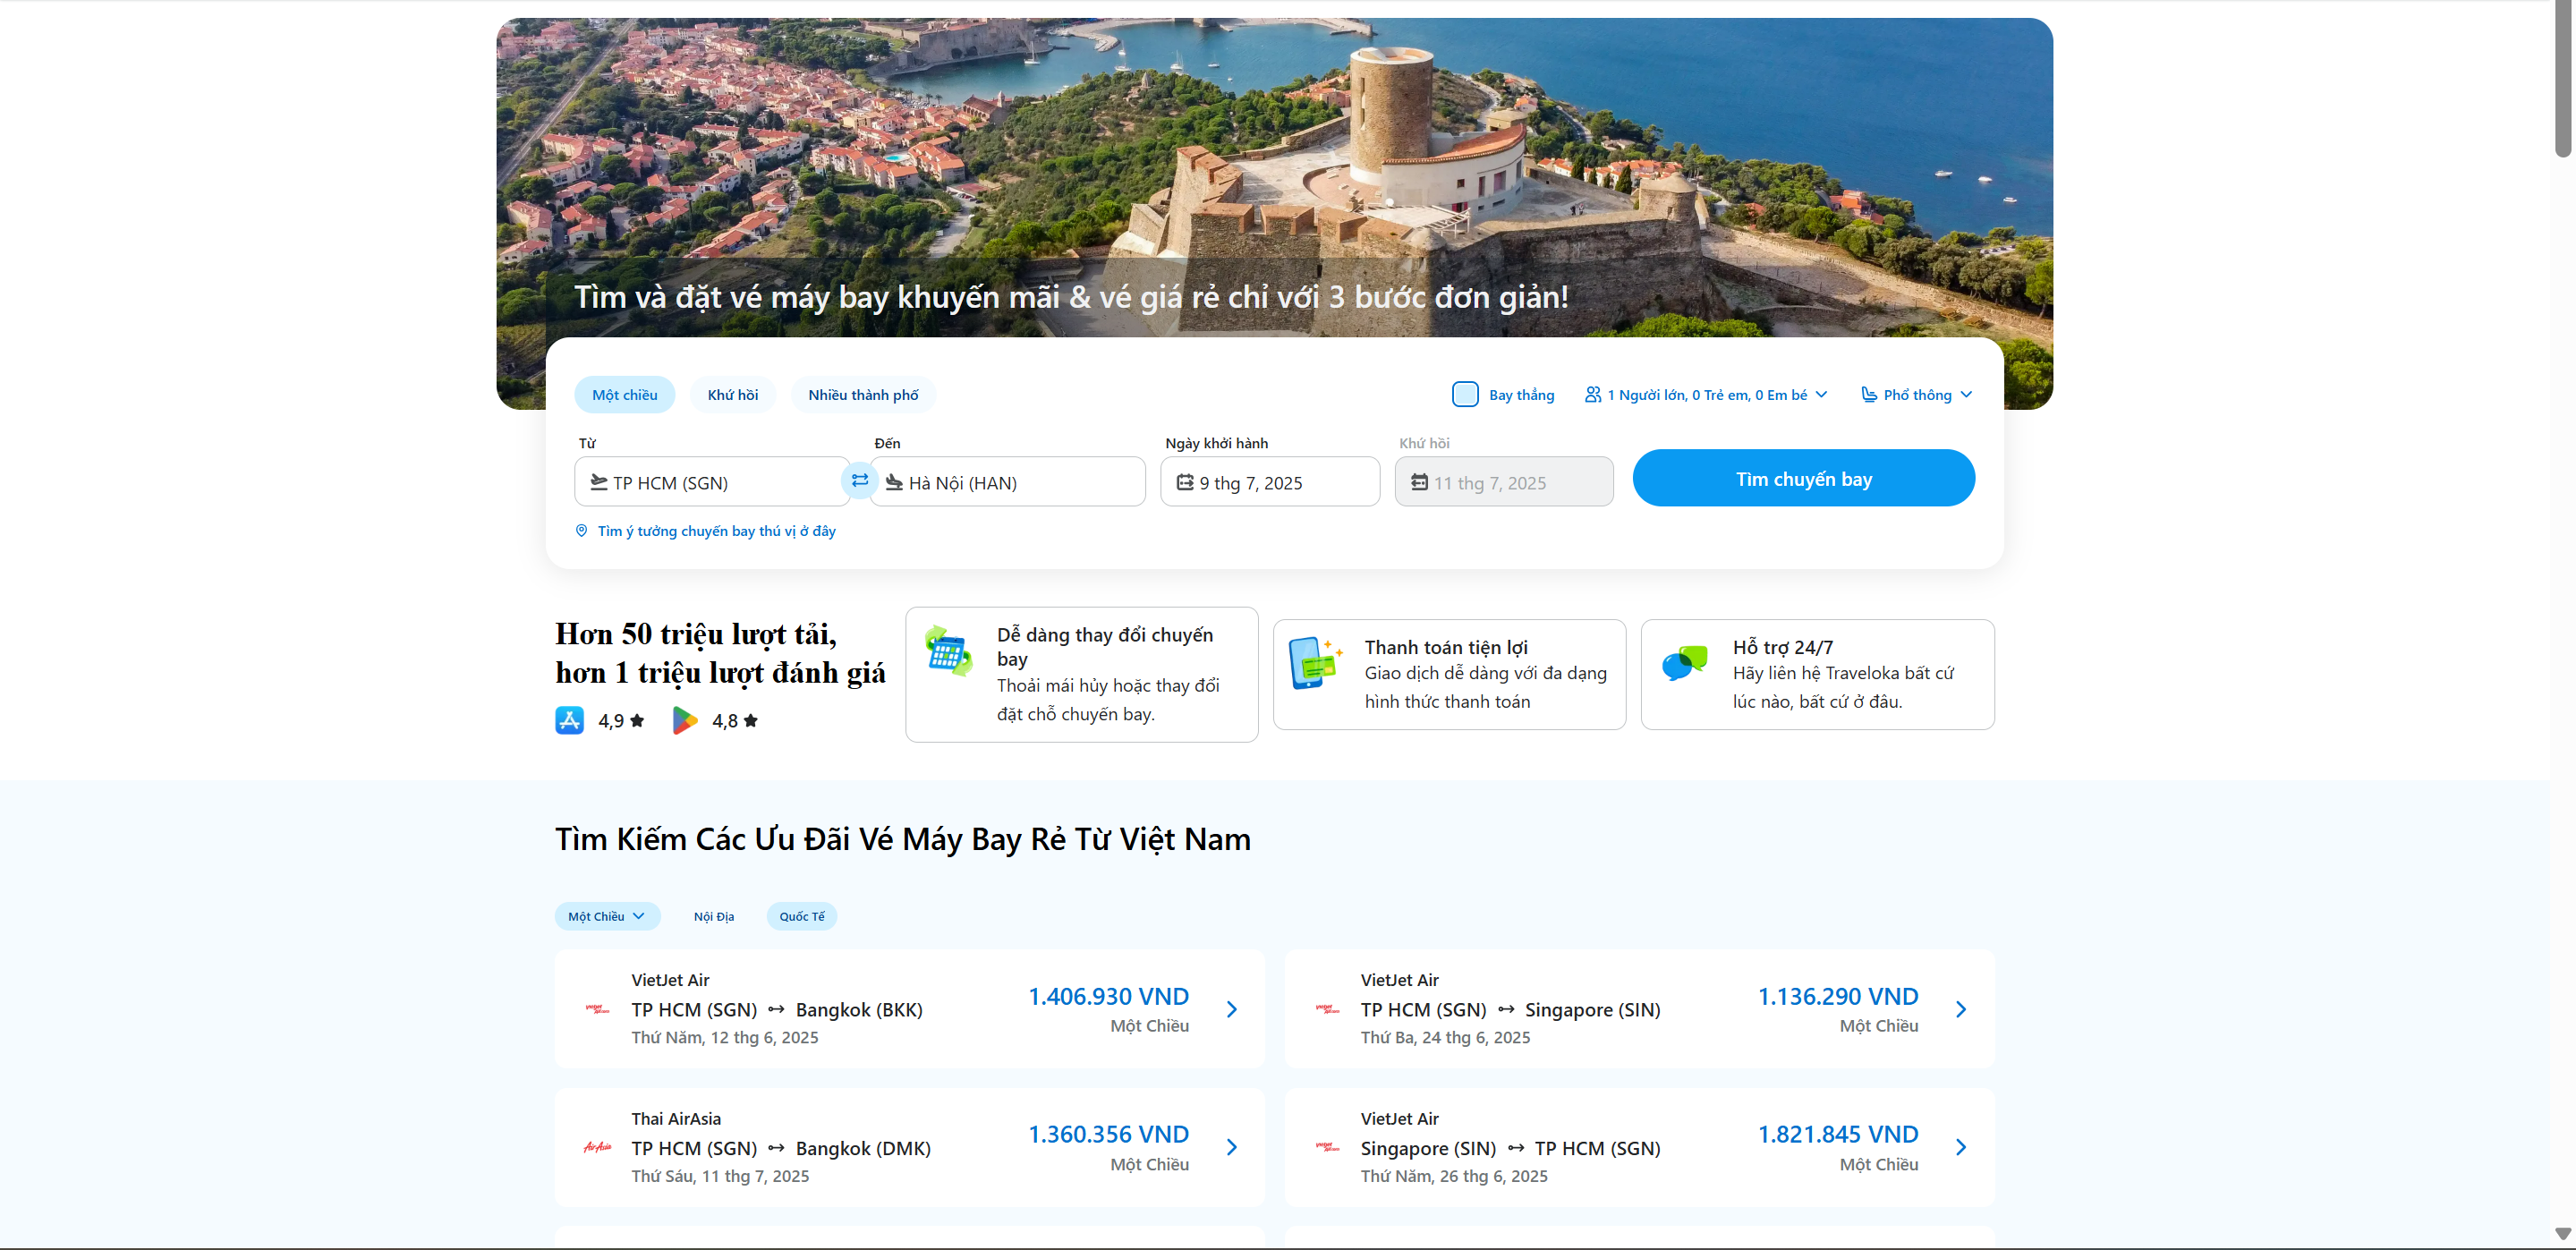 Tìm và đặt vé máy bay khuyến mãi & vé giá rẻ chỉ với 3 bước đơn giản!
Một chiều
Khứ hồi
Nhiều thành phố
Bay thẳng
1 Người lớn, 0 Trẻ em, 0 Em bé
Phổ thông
Từ
Đến
Ngày khởi hành
Khứ hồi
TP HCM (SGN)
Hà Nội (HAN)
9 thg 7, 2025
11 thg 7, 2025
Tìm chuyến bay
Tìm ý tưởng chuyến bay thú vị ở đây
Hơn 50 triệu lượt tải,
hơn 1 triệu lượt đánh giá
4,9
4,8
Dễ dàng thay đổi chuyến
bay
Thoải mái hủy hoặc thay đổi
đặt chỗ chuyến bay.
Thanh toán tiện lợi
Giao dịch dễ dàng với đa dạng
hình thức thanh toán
Hỗ trợ 24/7
Hãy liên hệ Traveloka bất cứ
lúc nào, bất cứ ở đâu.
Tìm Kiếm Các Ưu Đãi Vé Máy Bay Rẻ Từ Việt Nam
Một Chiều
Nội Địa
Quốc Tế
VietJet Air
TP HCM (SGN) ↔ Bangkok (BKK)
Thứ Năm, 12 thg 6, 2025
1.406.930 VND
Một Chiều
VietJet Air
TP HCM (SGN) ↔ Singapore (SIN)
Thứ Ba, 24 thg 6, 2025
1.136.290 VND
Một Chiều
AirAsia
Thai AirAsia
TP HCM (SGN) ↔ Bangkok (DMK)
Thứ Sáu, 11 thg 7, 2025
1.360.356 VND
Một Chiều
VietJet Air
Singapore (SIN) ↔ TP HCM (SGN)
Thứ Năm, 26 thg 6, 2025
1.821.845 VND
Một Chiều